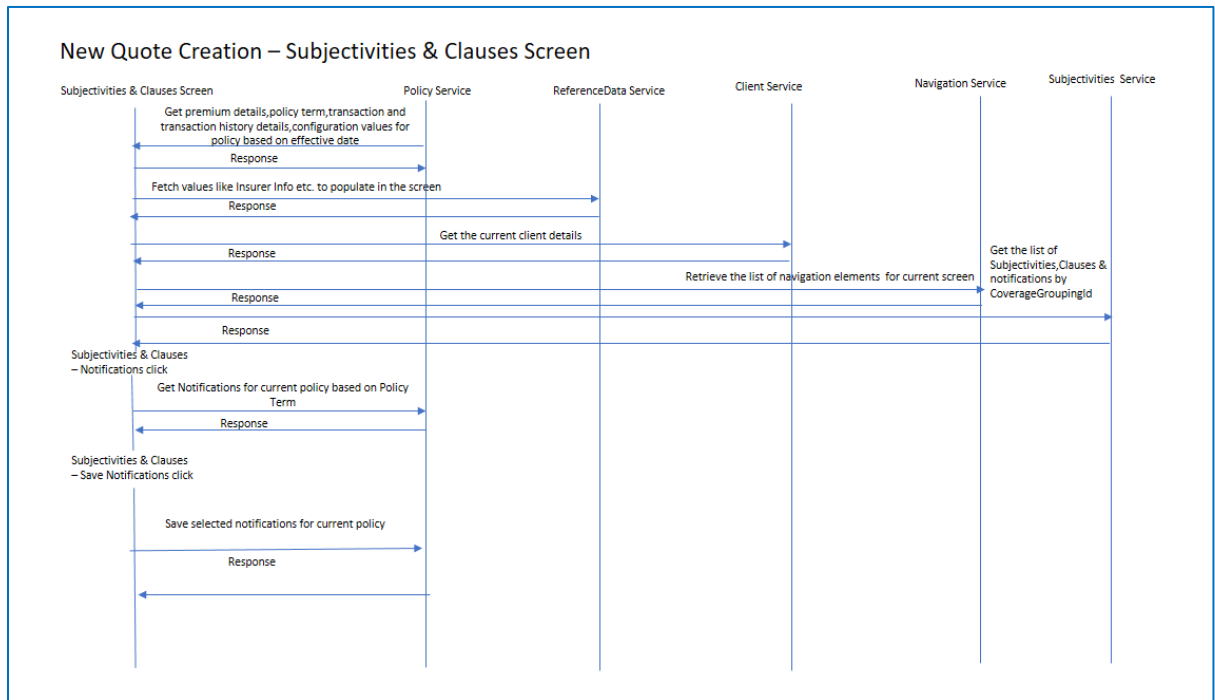 New Quote Creation – Subjectivities & Clauses Screen
Subjectivities & Clauses Screen
Policy Service
ReferenceData Service
Client Service
Navigation Service
Subjectivities Service
Get premium details,policy term,transaction and
transaction history details,configuration values for
policy based on effective date
Response
Fetch values like Insurer Info etc. to populate in the screen
Response
Get the current client details
Response
Retrieve the list of navigation elements for current screen
Get the list of
Subjectivities,Clauses &
notifications by
CoverageGroupingId
Response
Response
Subjectivities & Clauses
– Notifications click
Get Notifications for current policy based on Policy
Term
Response
Subjectivities & Clauses
– Save Notifications click
Save selected notifications for current policy
Response